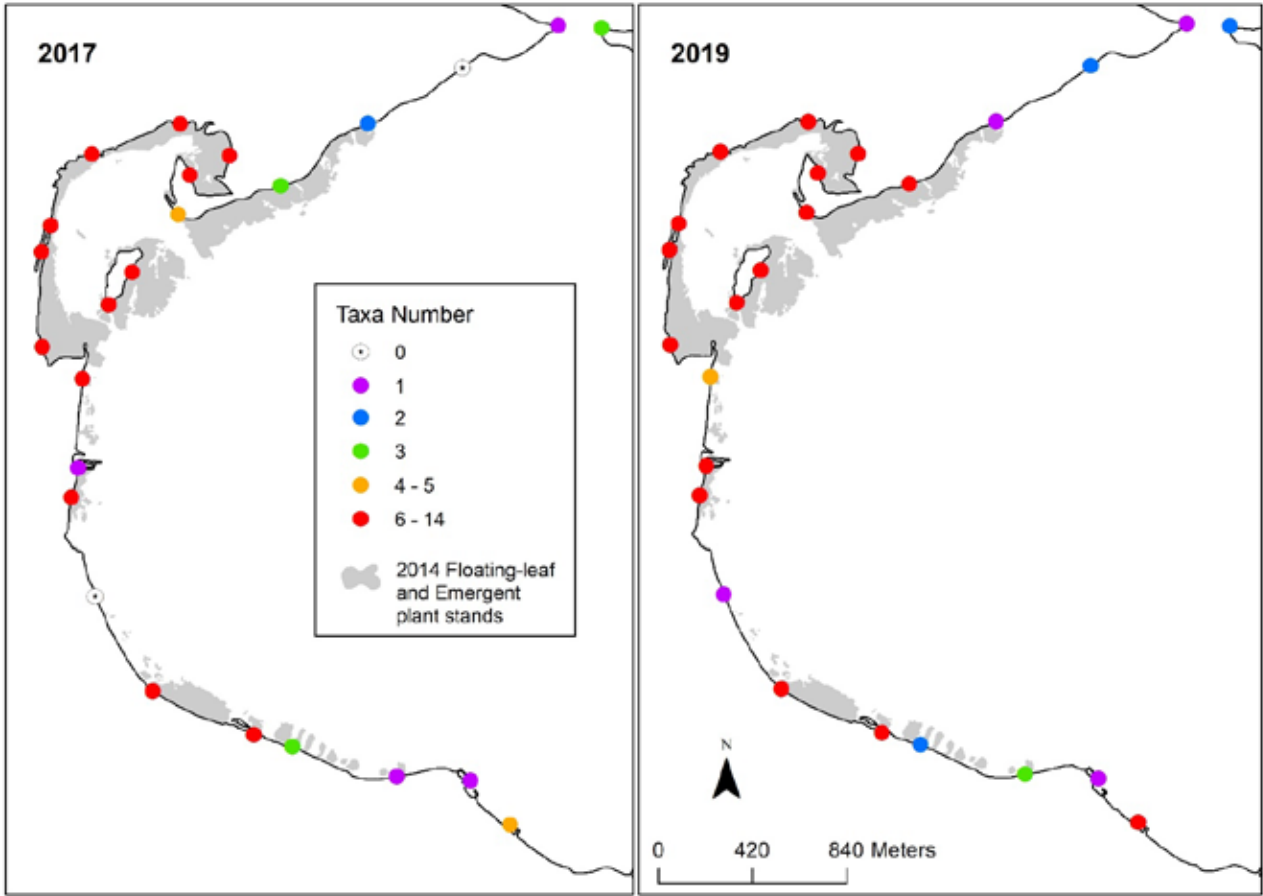 2017
2019
Taxa Number
0
1
2
3
4 - 5
6 - 14
2014 Floating-leaf
and Emergent
plant stands
N
0 420 840 Meters